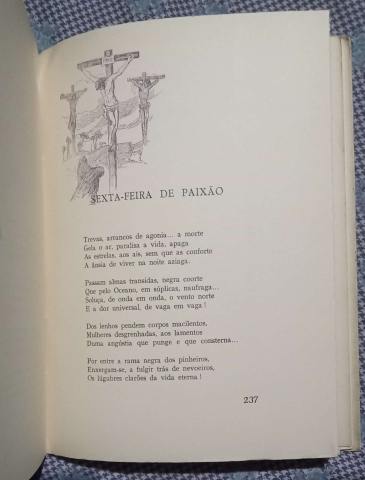 SEXTA-FEIRA DE PAIXÃO
Trevas, arrancos de agonia... a morte
Gela o ar, paralisa a vida, apaga
As estrelas, aos ais, sem que as conforte
A ânsia de viver na noite aziaga.
Passam almas transidas, negra coorte
Que pelo Oceano, em súplicas, naufraga...
Soluça, de onda em onda, o vento norte
E a dor universal, de vaga em vaga!
Dos lenhos pendem corpos macilentos,
Mulheres desgrenhadas, aos lamentos
Duma angústia que punge e que consterna...
Por entre a rama negra dos pinheiros,
Enxergam-se, a fulgir trás de nevoeiros,
Os lúgubres clarões da vida eterna!
237